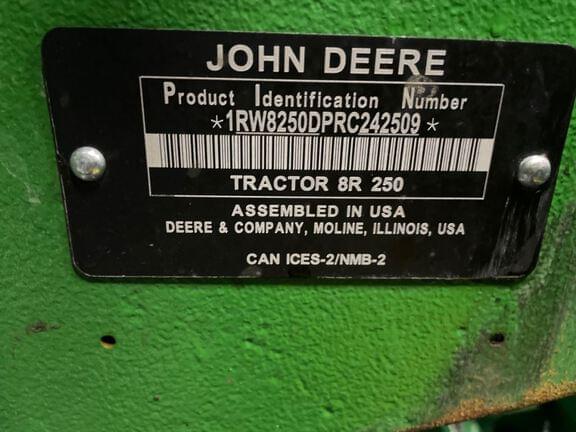 JOHN DEERE
Product Identification Number
*1RW8250DPRC242509*
TRACTOR 8R 250
ASSEMBLED IN USA
DEERE & COMPANY, MOLINE, ILLINOIS, USA
CAN ICES-2/NMB-2